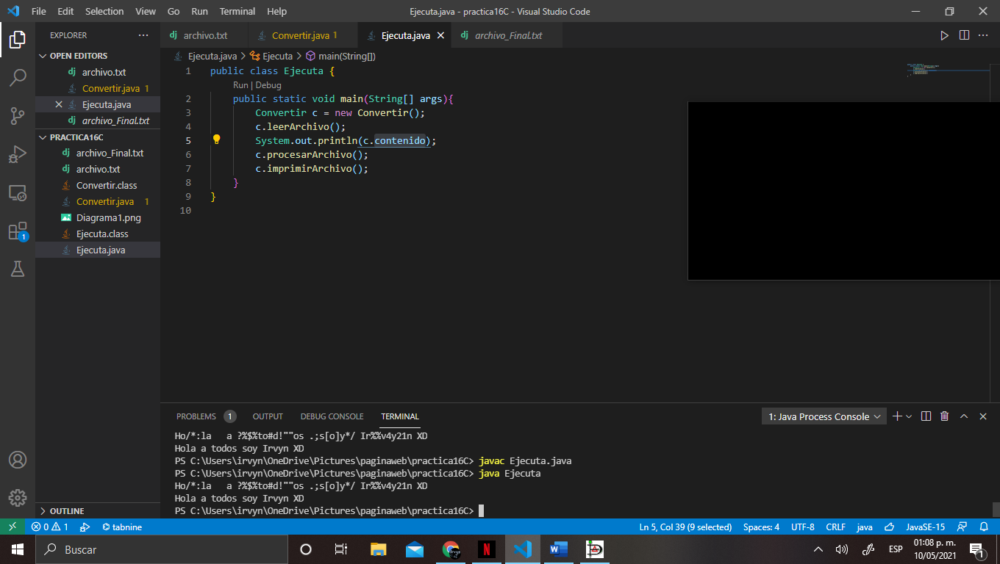 File Edit Selection View Go Run Terminal Help Ejecuta.java - practica16C - Visual Studio Code
EXPLORER ···
OPEN EDITORS
archivo.txt
Convertir.java 1
Ejecuta.java
archivo_Final.txt
PRACTICA16C
archivo_Final.txt
archivo.txt
Convertir.class
Convertir.java 1
Diagrama1.png
Ejecuta.class
Ejecuta.java
OUTLINE
archivo.txt Convertir.java 1 Ejecuta.java archivo_Final.txt
Ejecuta.java > Ejecuta > main(String[])
1 public class Ejecuta {
Run | Debug
2 public static void main(String[] args){
3 Convertir c = new Convertir();
4 c.leerArchivo();
5 System.out.println(c.contenido);
6 c.procesarArchivo();
7 c.imprimirArchivo();
8 }
9 }
10
1
PROBLEMS 1 OUTPUT DEBUG CONSOLE TERMINAL 1: Java Process Console
Ho/*:la   a ?%$%to#d!""os .;s[o]y*/ Ir%%v4y21n XD
Hola a todos soy Irvyn XD
PS C:\Users\irvyn\OneDrive\Pictures\paginaweb\practica16C> javac Ejecuta.java
PS C:\Users\irvyn\OneDrive\Pictures\paginaweb\practica16C> java Ejecuta
Ho/*:la   a ?%$%to#d!""os .;s[o]y*/ Ir%%v4y21n XD
Hola a todos soy Irvyn XD
PS C:\Users\irvyn\OneDrive\Pictures\paginaweb\practica16C>
0 1 tabnine Ln 5, Col 39 (9 selected) Spaces: 4 UTF-8 CRLF java JavaSE-15
Buscar ESP 01:08 p. m.
10/05/2021 1